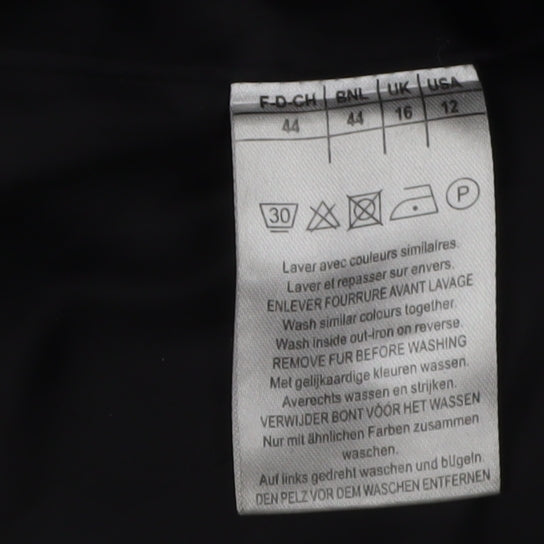 F-D-CH BNL UK USA
44 44 16 12
30 P
Laver avec couleurs similaires.
Laver et repasser sur envers.
ENLEVER FOURRURE AVANT LAVAGE
Wash similar colours together.
Wash inside out-iron on reverse.
REMOVE FUR BEFORE WASHING
Met gelijkaardige kleuren wassen.
Averechts wassen en strijken.
VERWIJDER BONT VÓÓR HET WASSEN
Nur mit ähnlichen Farben zusammen
waschen.
Auf links gedreht waschen und bügeln.
DEN PELZ VOR DEM WASCHEN ENTFERNEN